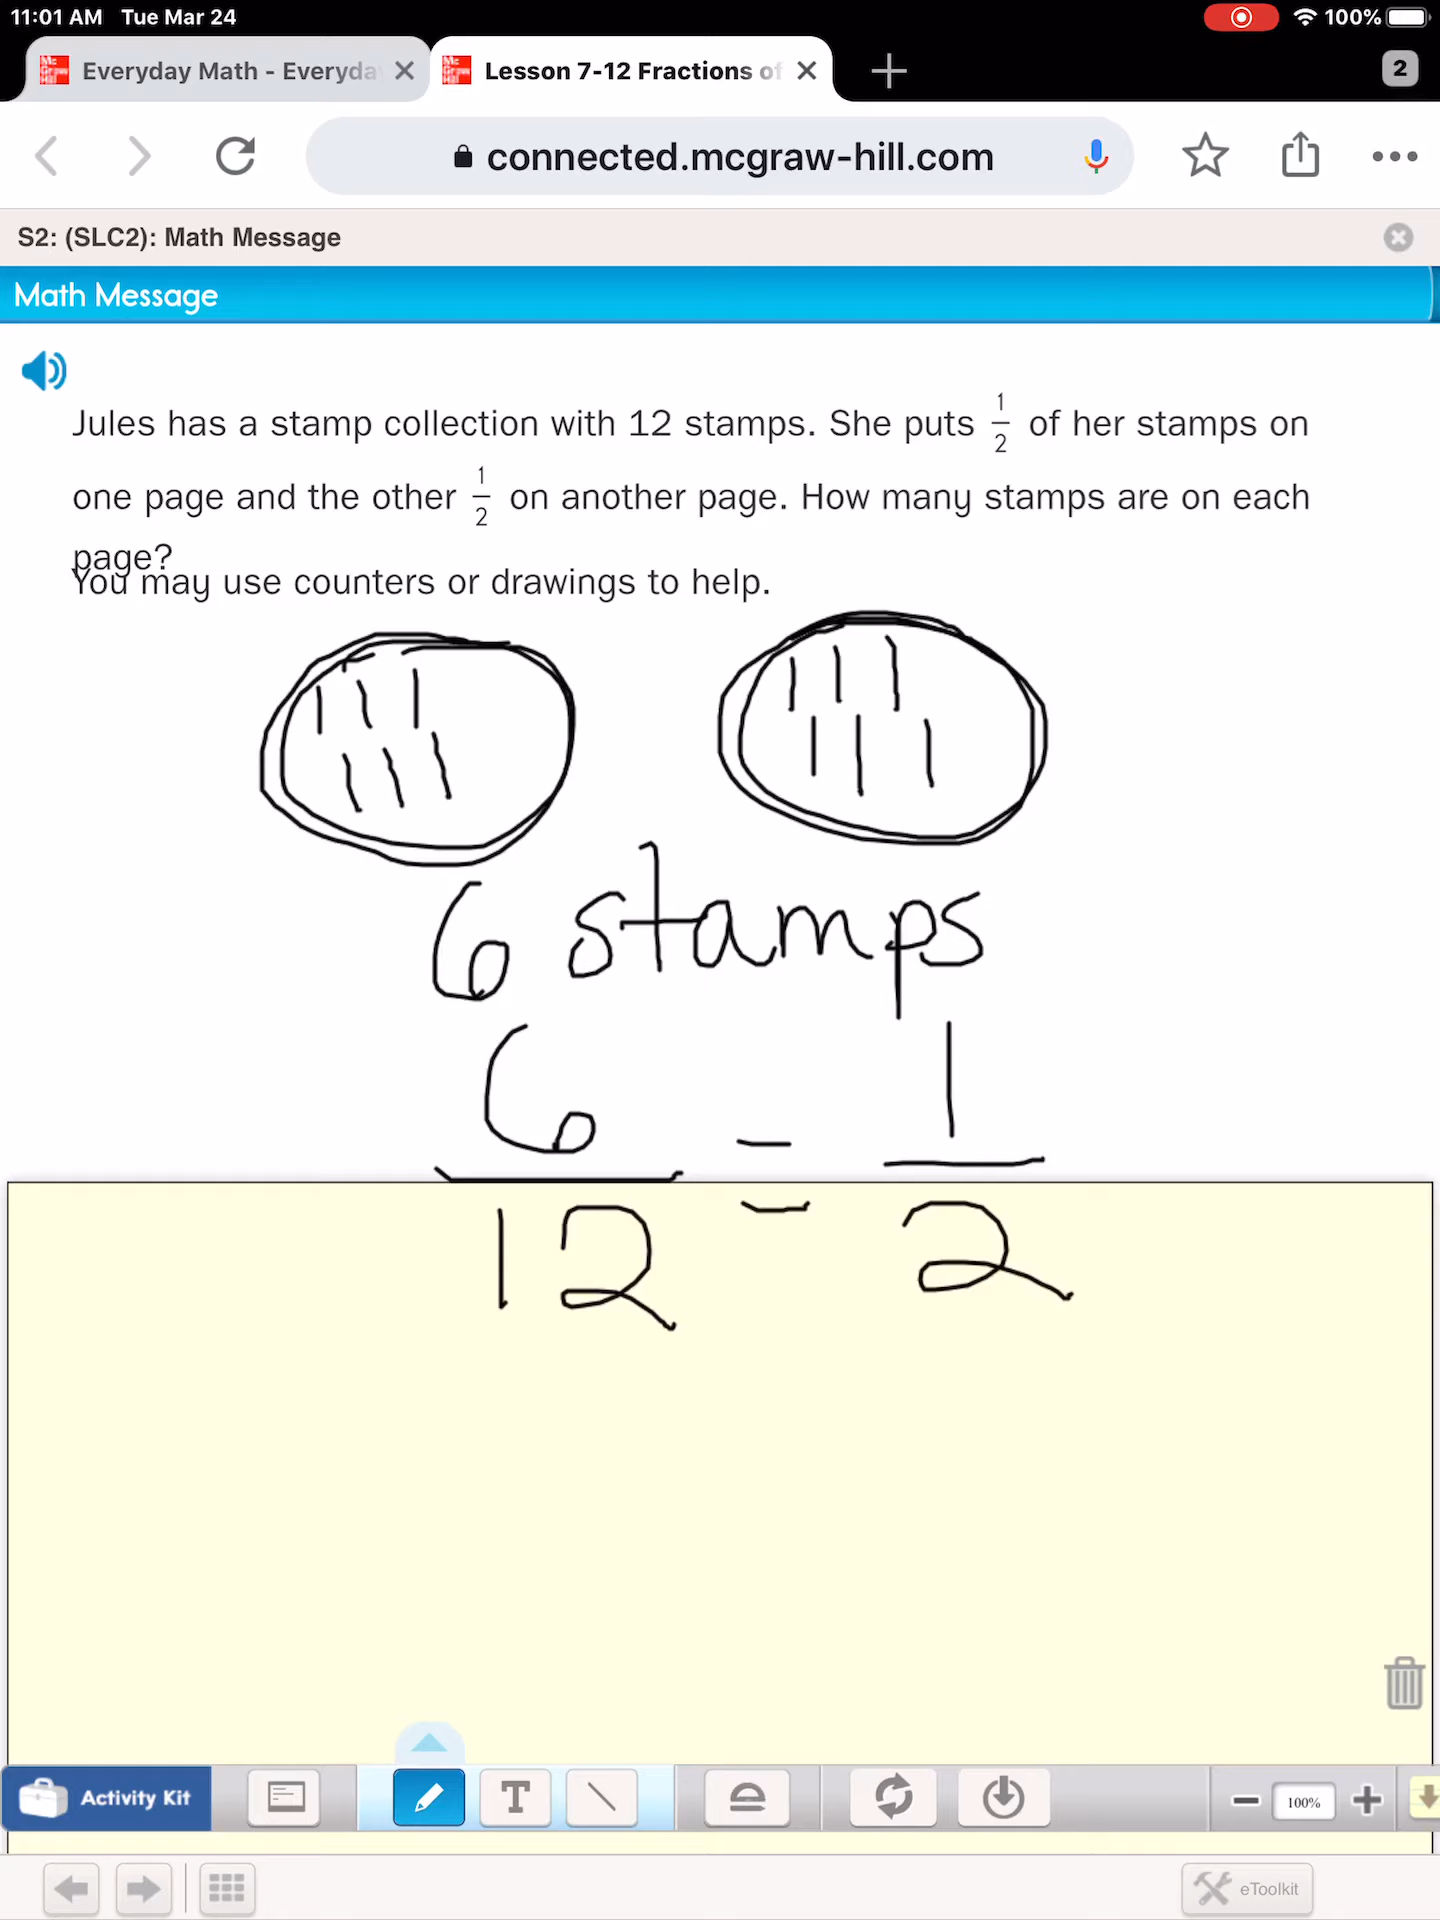 11:01 AM Tue Mar 24 100%
Everyday Math - Everyda Lesson 7-12 Fractions of 2
connected.mcgraw-hill.com
S2: (SLC2): Math Message
Math Message
Jules has a stamp collection with 12 stamps. She puts 1/2 of her stamps on
one page and the other 1/2 on another page. How many stamps are on each
page?
You may use counters or drawings to help.
6 stamps
6/12 = 1/2
Activity Kit T 100%
eToolkit